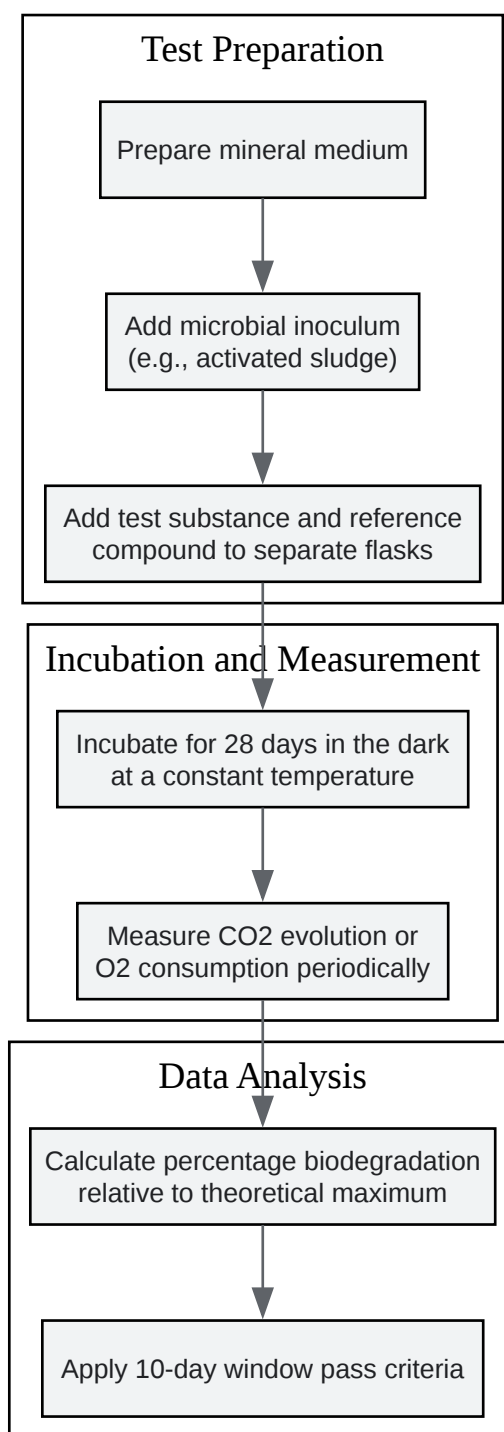 Test Preparation
Prepare mineral medium
Add microbial inoculum
(e.g., activated sludge)
Add test substance and reference
compound to separate flasks
Incubation and Measurement
Incubate for 28 days in the dark
at a constant temperature
Measure CO2 evolution or
O2 consumption periodically
Data Analysis
Calculate percentage biodegradation
relative to theoretical maximum
Apply 10-day window pass criteria